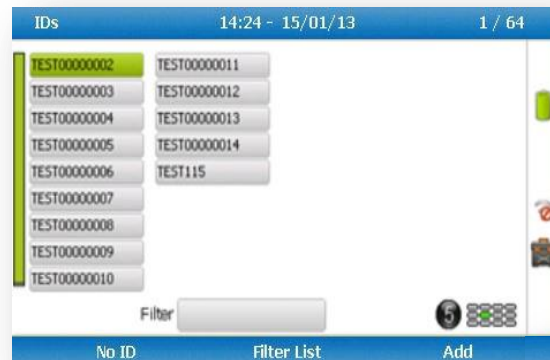 IDs 14:24 - 15/01/13 1 / 64
TEST00000002 TEST00000011
TEST00000003 TEST00000012
TEST00000004 TEST00000013
TEST00000005 TEST00000014
TEST00000006 TEST115
TEST00000007
TEST00000008
TEST00000009
TEST00000010
Filter
5
No ID Filter List Add